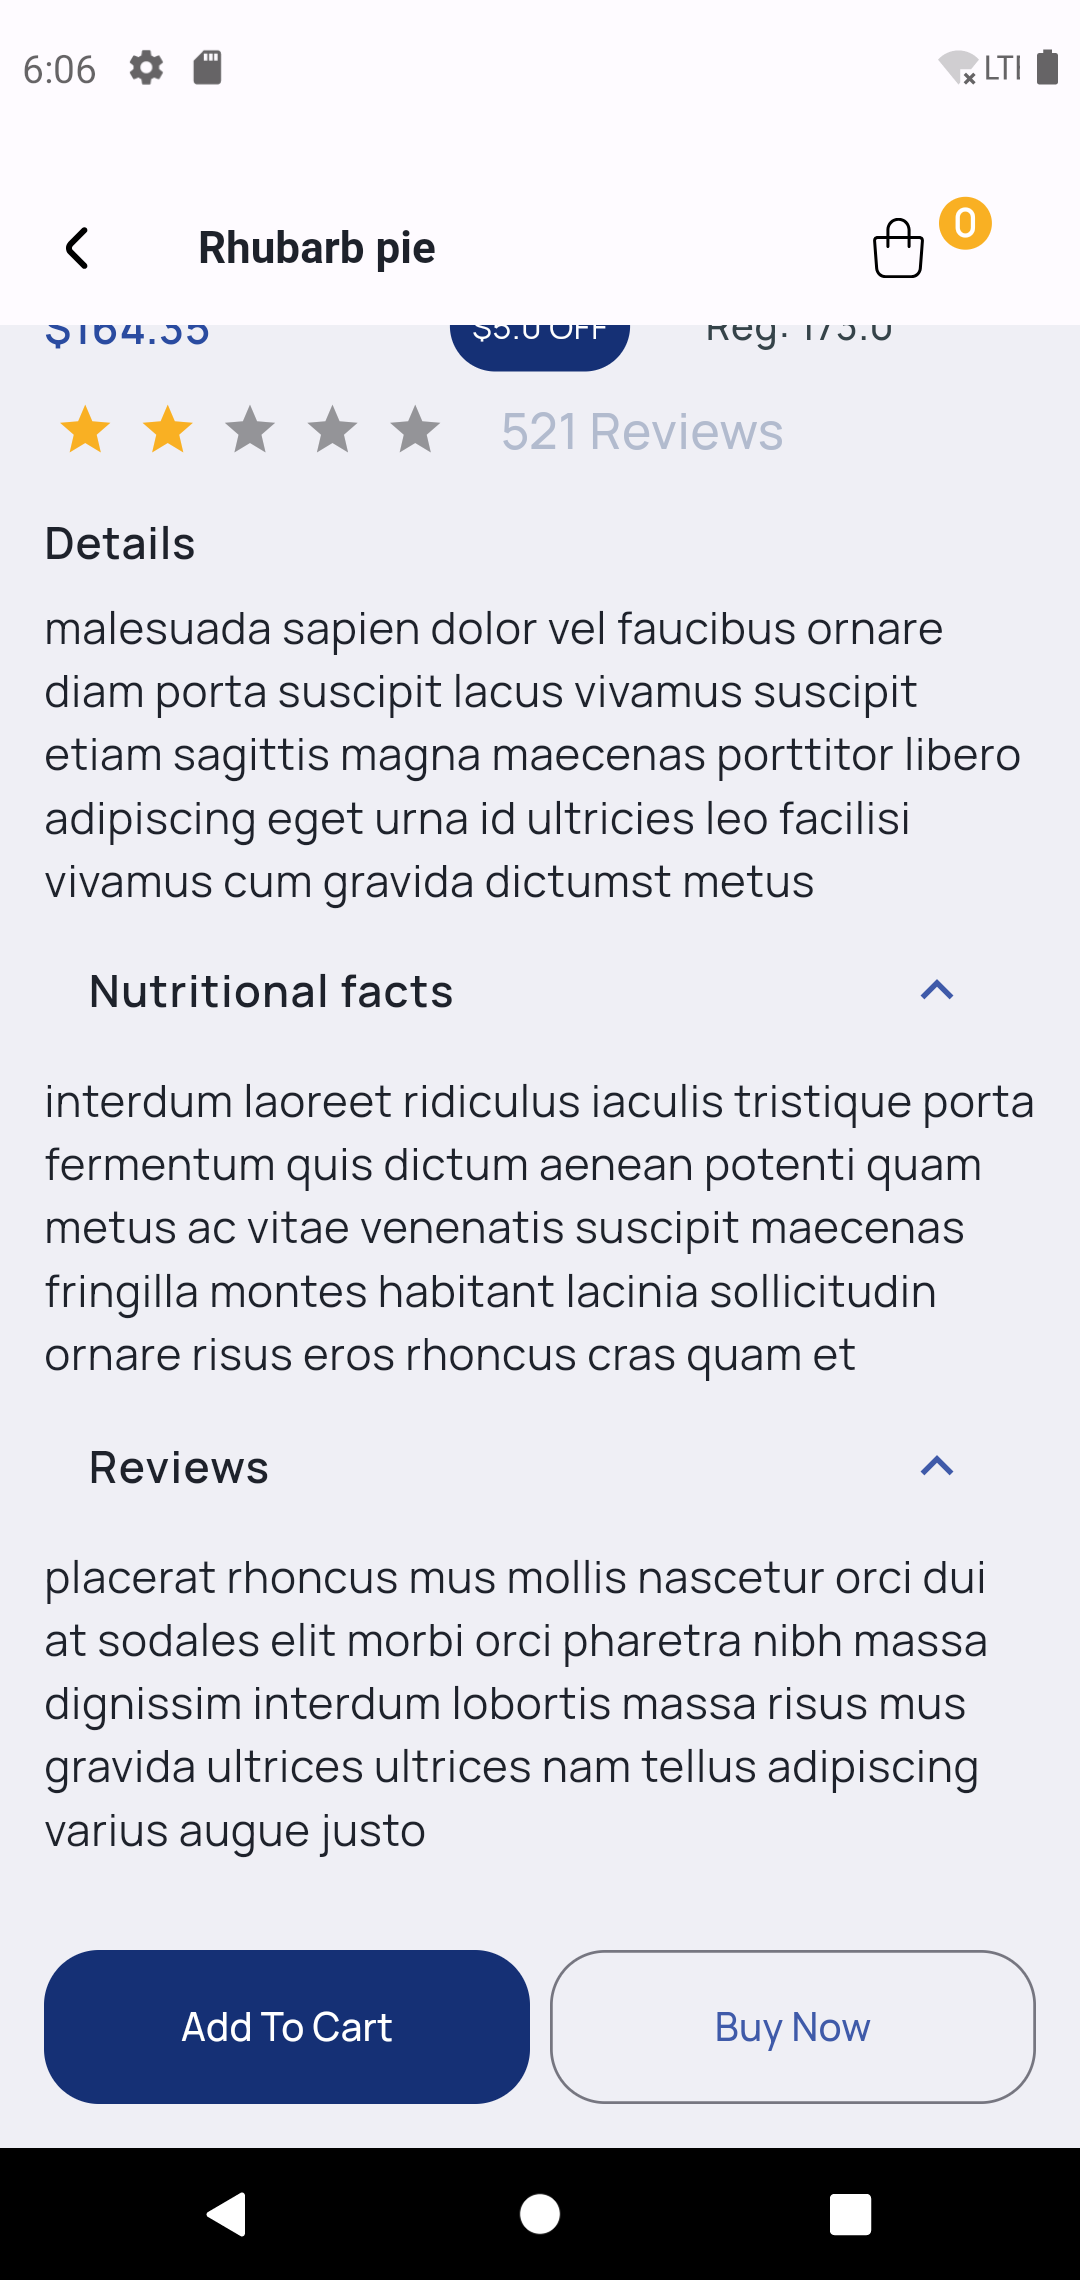 6:06
LTE
Rhubarb pie
0
$164.35
$5.0 OFF
Reg: 173.0
521 Reviews
Details
malesuada sapien dolor vel faucibus ornare
diam porta suscipit lacus vivamus suscipit
etiam sagittis magna maecenas porttitor libero
adipiscing eget urna id ultricies leo facilisi
vivamus cum gravida dictumst metus
Nutritional facts
interdum laoreet ridiculus iaculis tristique porta
fermentum quis dictum aenean potenti quam
metus ac vitae venenatis suscipit maecenas
fringilla montes habitant lacinia sollicitudin
ornare risus eros rhoncus cras quam et
Reviews
placerat rhoncus mus mollis nascetur orci dui
at sodales elit morbi orci pharetra nibh massa
dignissim interdum lobortis massa risus mus
gravida ultrices ultrices nam tellus adipiscing
varius augue justo
Add To Cart
Buy Now